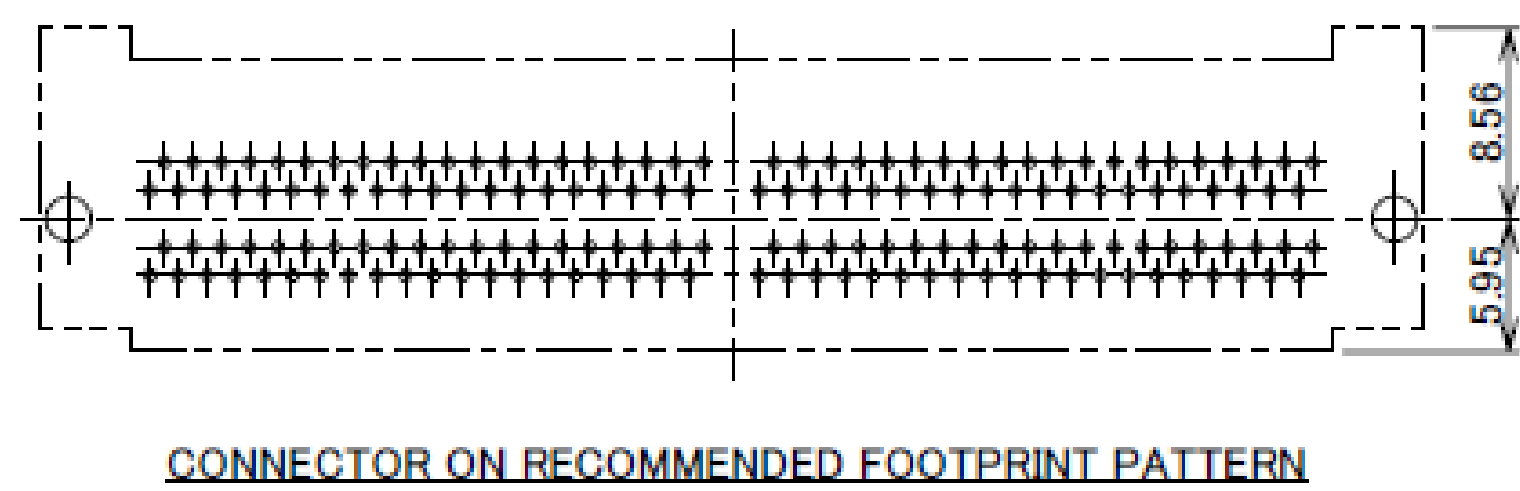 8.56
5.95
CONNECTOR ON RECOMMENDED FOOTPRINT PATTERN